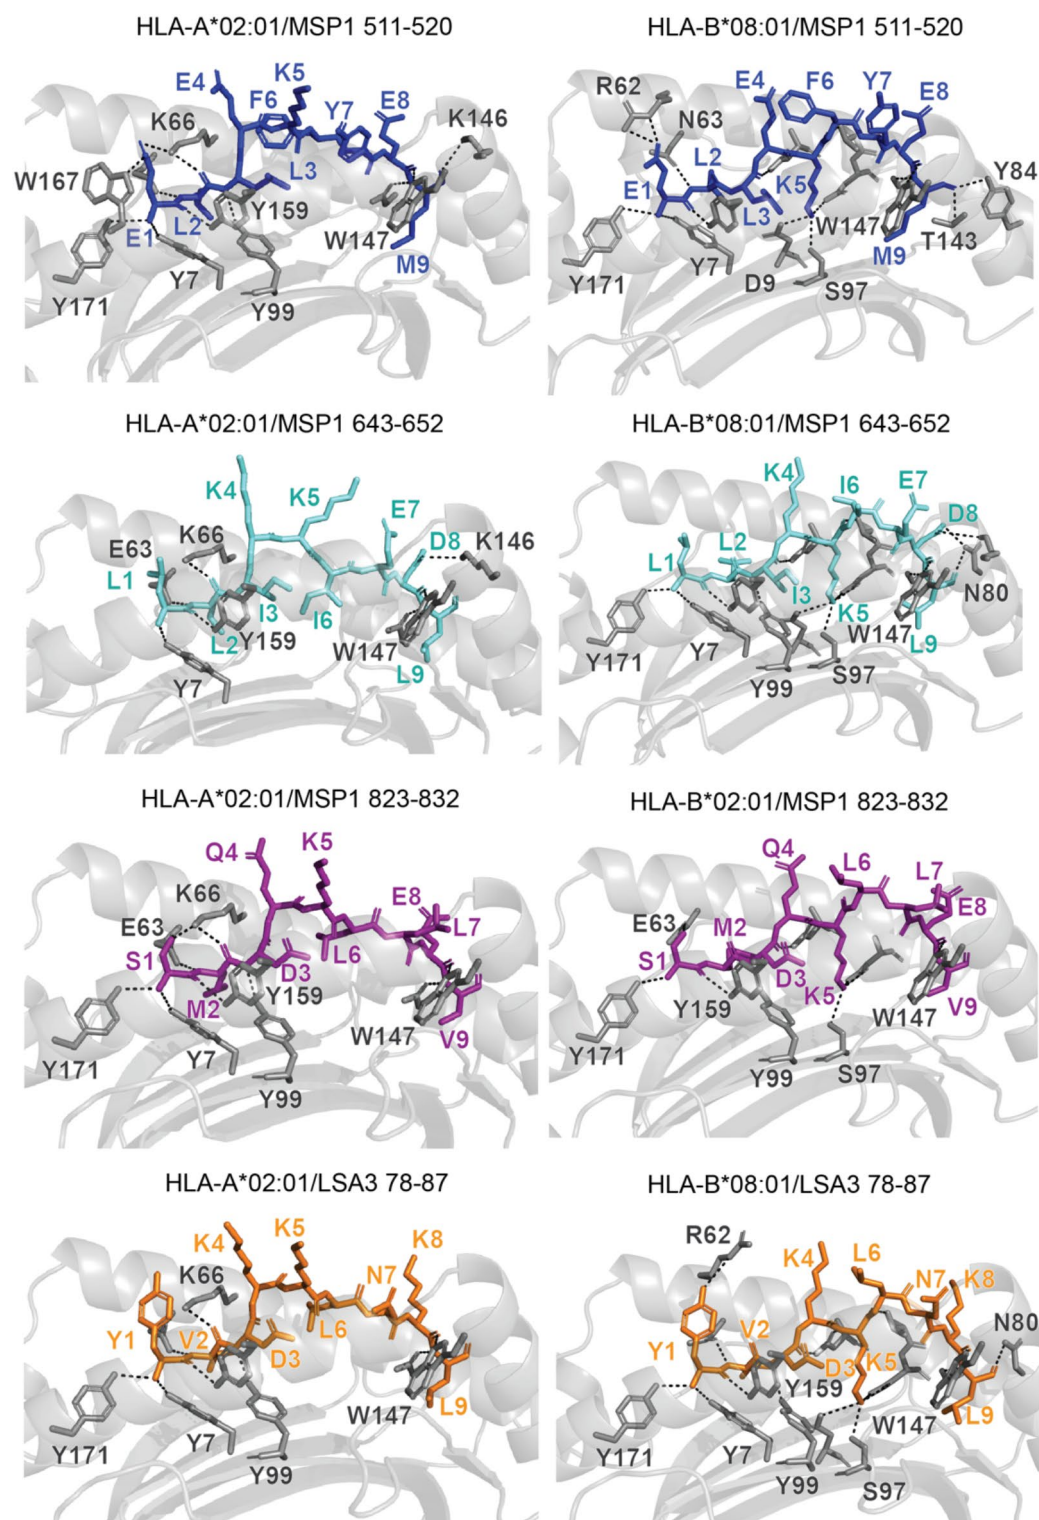 HLA-A*02:01/MSP1 511-520
E4
K5
F6
Y7
E8
K146
K66
W167
L3
E1
L2
Y159
W147
M9
Y171
Y7
Y99
HLA-B*08:01/MSP1 511-520
R62
N63
E4
F6
Y7
E8
L2
Y84
E1
K5
L3
W147
T143
M9
Y171
Y7
D9
S97
HLA-A*02:01/MSP1 643-652
K4
K5
E7
D8
K146
K66
E63
L1
I3
I6
L2
Y159
W147
L9
Y7
HLA-B*08:01/MSP1 643-652
K4
I6
E7
D8
L2
L1
I3
N80
K5
W147
L9
Y171
Y7
Y99
S97
HLA-A*02:01/MSP1 823-832
Q4
K5
K66
E8
L7
E63
S1
L6
D3
M2
Y159
W147
V9
Y171
Y7
Y99
HLA-B*02:01/MSP1 823-832
Q4
L6
L7
E8
E63
M2
S1
D3
K5
Y159
W147
V9
Y171
Y99
S97
HLA-A*02:01/LSA3 78-87
K4
K5
K8
K66
N7
Y1
V2
L6
D3
W147
L9
Y171
Y7
Y99
HLA-B*08:01/LSA3 78-87
R62
K4
L6
N7
K8
N80
Y1
V2
D3
K5
Y159
W147
L9
Y171
Y7
Y99
S97